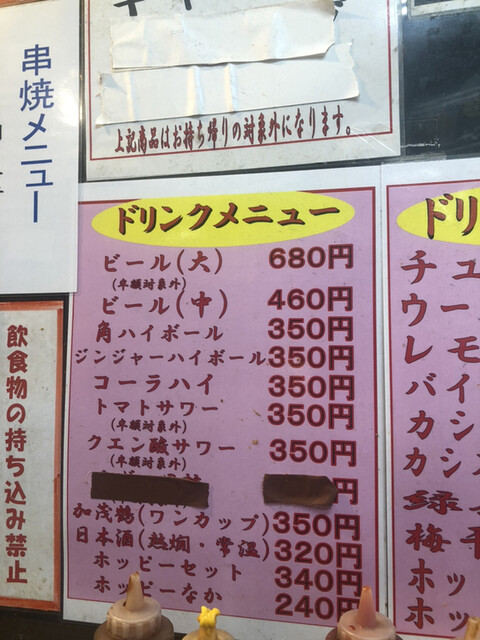 串焼メニュー
上記商品はお持ち帰りの対象外になります。
ドリンクメニュー
ビール(大) 680円
(半額対象外)
ビール(中) 460円
角ハイボール 350円
ジンジャーハイボール 350円
コーラハイ 350円
トマトサワー 350円
(半額対象外)
クエン酸サワー 350円
(半額対象外)
円
加茂鶴(ワンカップ) 350円
日本酒(熱燗・常温) 320円
ホッピーセット 340円
ホッピーなか 240円
飲食物の持ち込み禁止
ドリ
チュ
ウー
レモ
バイ
カシ
カシ
緑
梅干
ホッ
ホッ